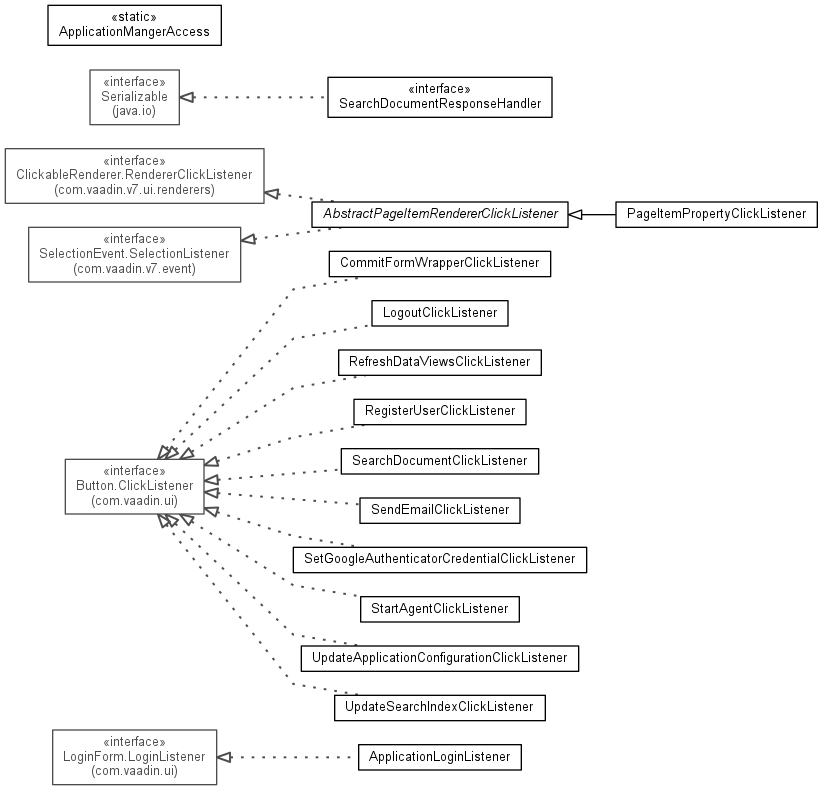 «static»
ApplicationMangerAccess
«interface»
Serializable
(java.io)
«interface»
SearchDocumentResponseHandler
«interface»
ClickableRenderer.RendererClickListener
(com.vaadin.v7.ui.renderers)
AbstractPageItemRendererClickListener
PageItemPropertyClickListener
«interface»
SelectionEvent.SelectionListener
(com.vaadin.v7.event)
CommitFormWrapperClickListener
LogoutClickListener
RefreshDataViewsClickListener
RegisterUserClickListener
«interface»
Button.ClickListener
(com.vaadin.ui)
SearchDocumentClickListener
SendEmailClickListener
SetGoogleAuthenticatorCredentialClickListener
StartAgentClickListener
UpdateApplicationConfigurationClickListener
UpdateSearchIndexClickListener
«interface»
LoginForm.LoginListener
(com.vaadin.ui)
ApplicationLoginListener